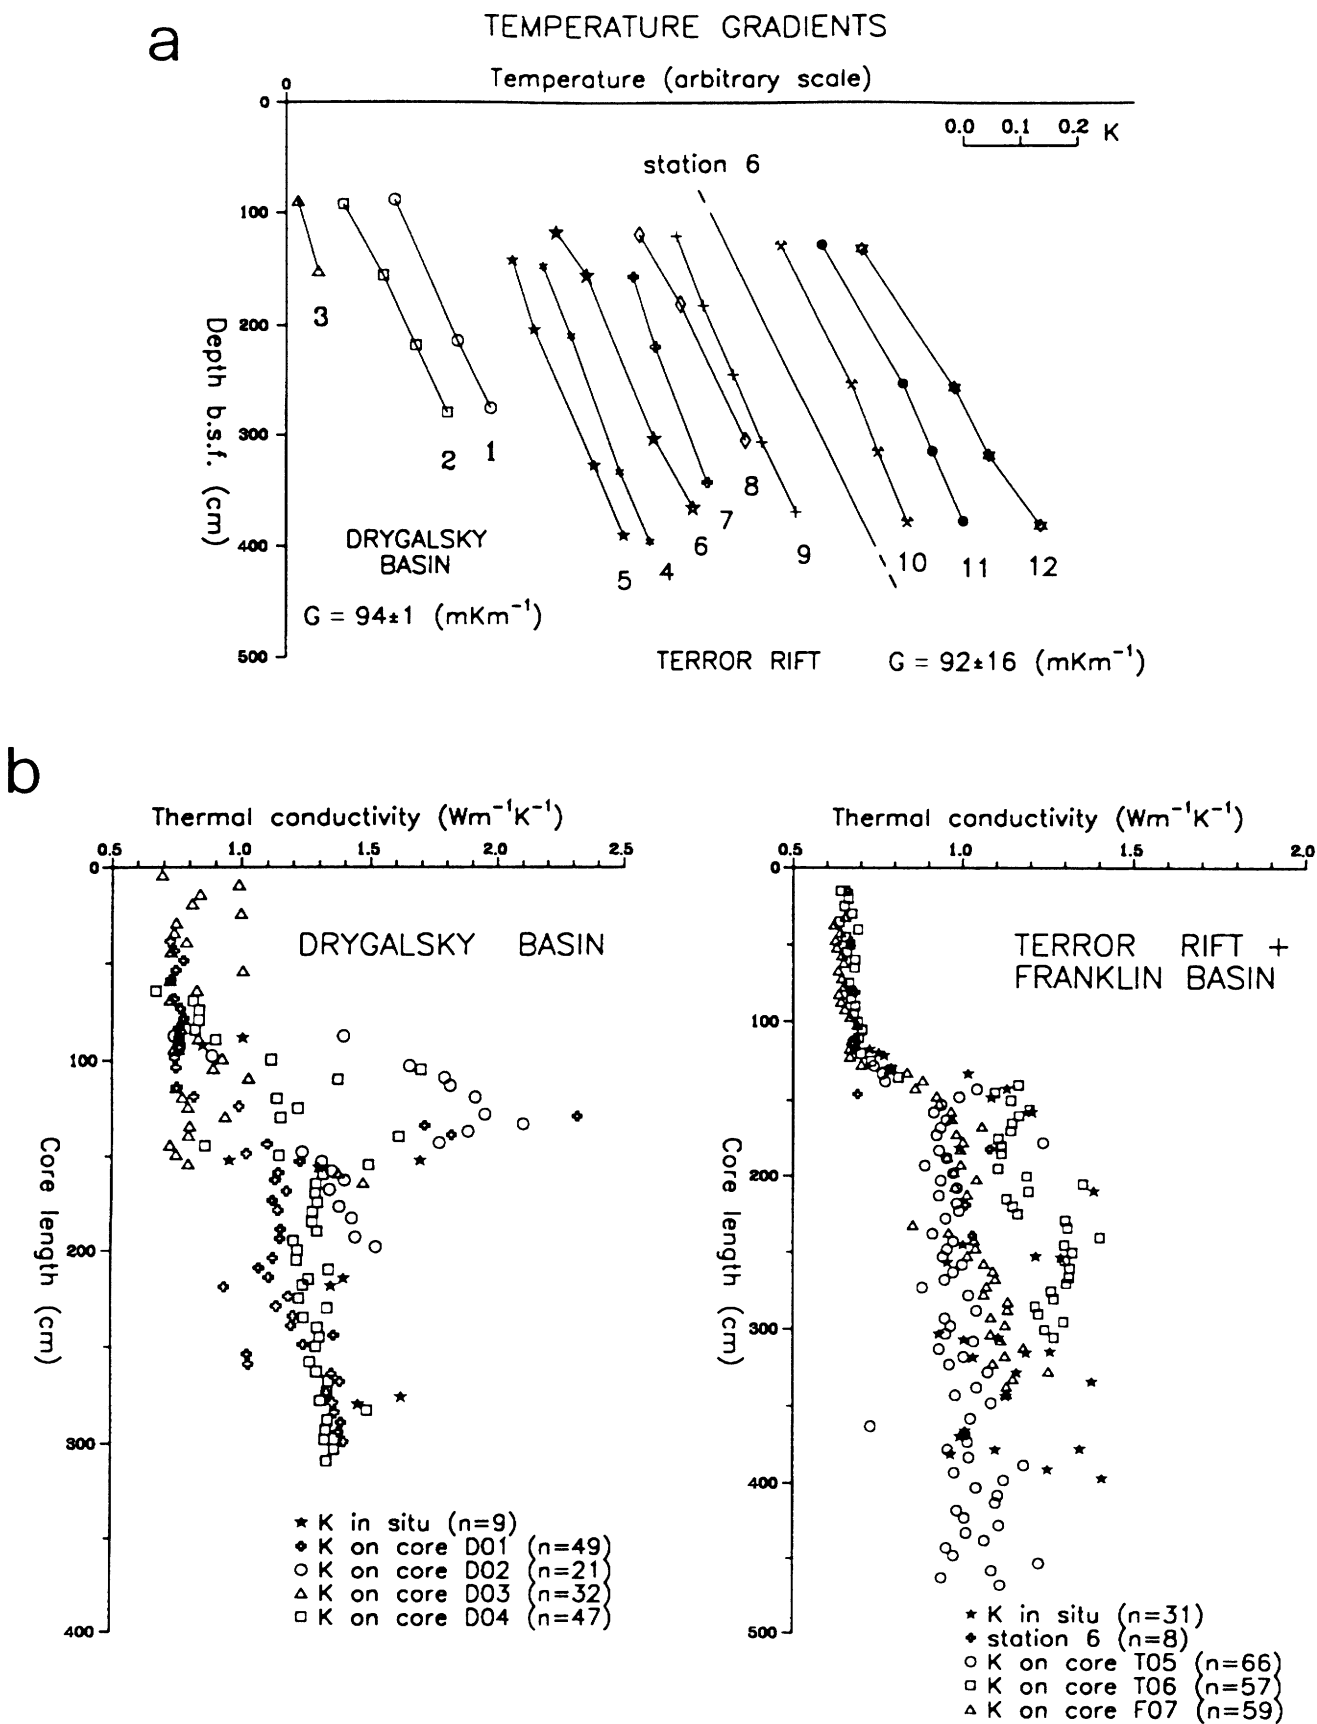 a
TEMPERATURE GRADIENTS
Temperature (arbitrary scale)
0
0
100
200
300
400
500
Depth b.s.f. (cm)
0.0 0.1 0.2 K
station 6
3
2
1
5
4
6
7
8
9
10
11
12
DRYGALSKY
BASIN
G = 94±1 (mKm⁻¹)
TERROR RIFT G = 92±16 (mKm⁻¹)
b
Thermal conductivity (Wm⁻¹K⁻¹)
0.5 1.0 1.5 2.0 2.5
0
100
200
300
400
Core length (cm)
DRYGALSKY BASIN
K in situ (n=9)
K on core D01 (n=49)
K on core D02 (n=21)
K on core D03 (n=32)
K on core D04 (n=47)
Thermal conductivity (Wm⁻¹K⁻¹)
0.5 1.0 1.5 2.0
0
100
200
300
400
500
Core length (cm)
TERROR RIFT +
FRANKLIN BASIN
K in situ (n=31)
station 6 (n=8)
K on core T05 (n=66)
K on core T06 (n=57)
K on core F07 (n=59)